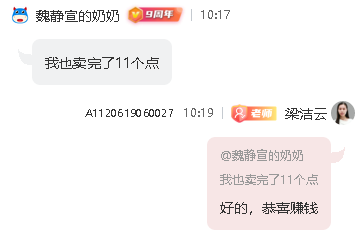 魏静宣的奶奶 9周年 | 10:17
我也卖完了11个点
A1120619060027 10:19 | 老师 梁洁云
@魏静宣的奶奶
我也卖完了11个点
好的，恭喜赚钱